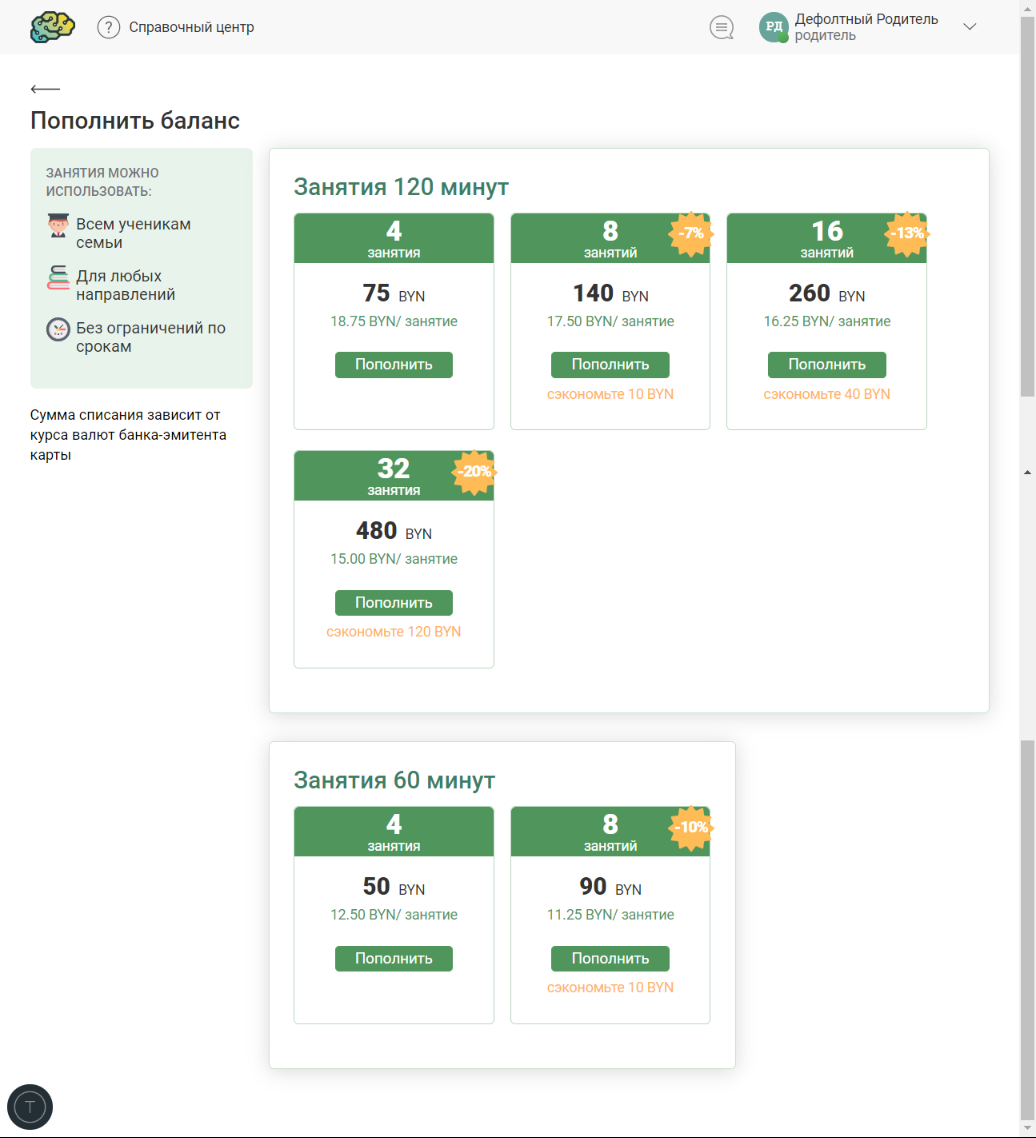 Справочный центр
РД
Дефолтный Родитель
родитель
Пополнить баланс
ЗАНЯТИЯ МОЖНО
ИСПОЛЬЗОВАТЬ:
Всем ученикам
семьи
Для любых
направлений
Без ограничений по
срокам
Сумма списания зависит от
курса валют банка-эмитента
карты
Занятия 120 минут
4
занятия
75 BYN
18.75 BYN/ занятие
Пополнить
8
занятий
-7%
140 BYN
17.50 BYN/ занятие
Пополнить
сэкономьте 10 BYN
16
занятий
-13%
260 BYN
16.25 BYN/ занятие
Пополнить
сэкономьте 40 BYN
32
занятия
-20%
480 BYN
15.00 BYN/ занятие
Пополнить
сэкономьте 120 BYN
Занятия 60 минут
4
занятия
50 BYN
12.50 BYN/ занятие
Пополнить
8
занятий
-10%
90 BYN
11.25 BYN/ занятие
Пополнить
сэкономьте 10 BYN
T